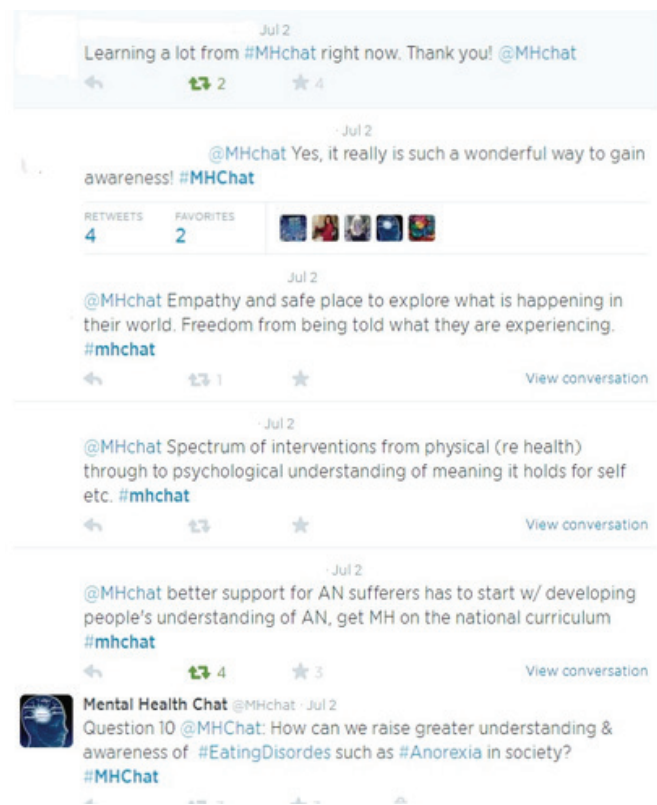 Jul 2
Learning a lot from #MHchat right now. Thank you! @MHchat
2 4
· Jul 2
@MHchat Yes, it really is such a wonderful way to gain
awareness! #MHChat
RETWEETS FAVORITES
4 2
Jul 2
@MHchat Empathy and safe place to explore what is happening in
their world. Freedom from being told what they are experiencing.
#mhchat
1 View conversation
· Jul 2
@MHchat Spectrum of interventions from physical (re health)
through to psychological understanding of meaning it holds for self
etc. #mhchat
View conversation
· Jul 2
@MHchat better support for AN sufferers has to start w/ developing
people's understanding of AN, get MH on the national curriculum
#mhchat
4 3 View conversation
Mental Health Chat @MHchat · Jul 2
Question 10 @MHChat: How can we raise greater understanding &
awareness of #EatingDisordes such as #Anorexia in society?
#MHChat